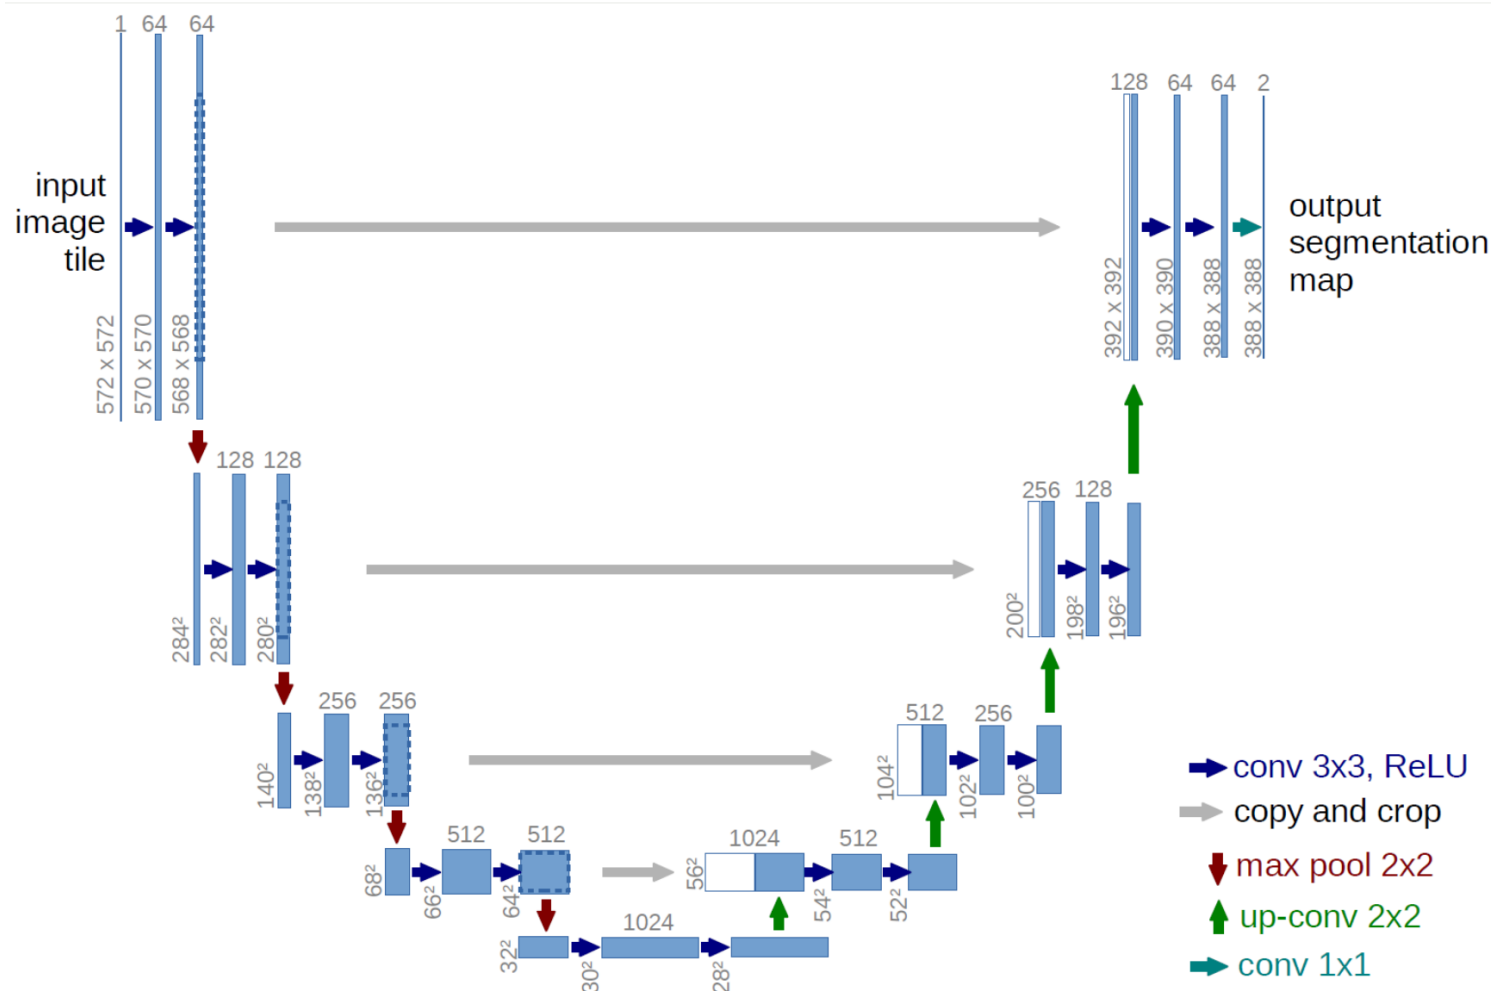 1 64 64
input
image
tile
572 x 572
570 x 570
568 x 568
128 64 64 2
output
segmentation
map
392 x 392
390 x 390
388 x 388
388 x 388
128 128
284²
282²
280²
256 128
200²
198²
196²
256 256
140²
138²
136²
512 256
104²
102²
100²
512 512
68²
66²
64²
1024 512
56²
54²
52²
1024
32²
30²
28²
conv 3x3, ReLU
copy and crop
max pool 2x2
up-conv 2x2
conv 1x1